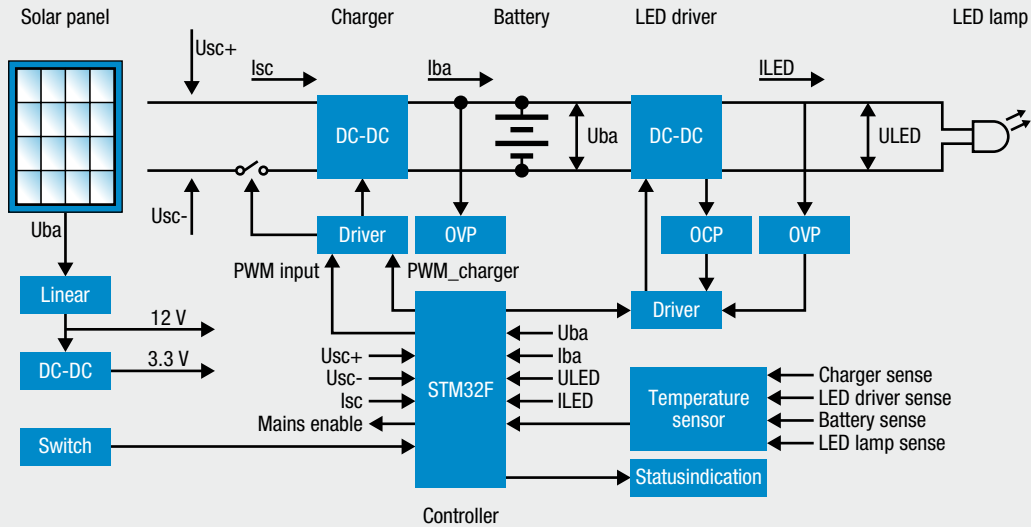 Solar panel
Charger
Battery
LED driver
LED lamp
Usc+
Isc
Iba
ILED
DC-DC
Uba
DC-DC
ULED
Usc-
Uba
Driver
OVP
OCP
OVP
PWM input
PWM_charger
Linear
Driver
12 V
Uba
3.3 V
Usc+
Iba
DC-DC
Usc-
STM32F
ULED
Isc
ILED
Mains enable
Temperature
sensor
Charger sense
LED driver sense
Battery sense
LED lamp sense
Switch
Statusindication
Controller